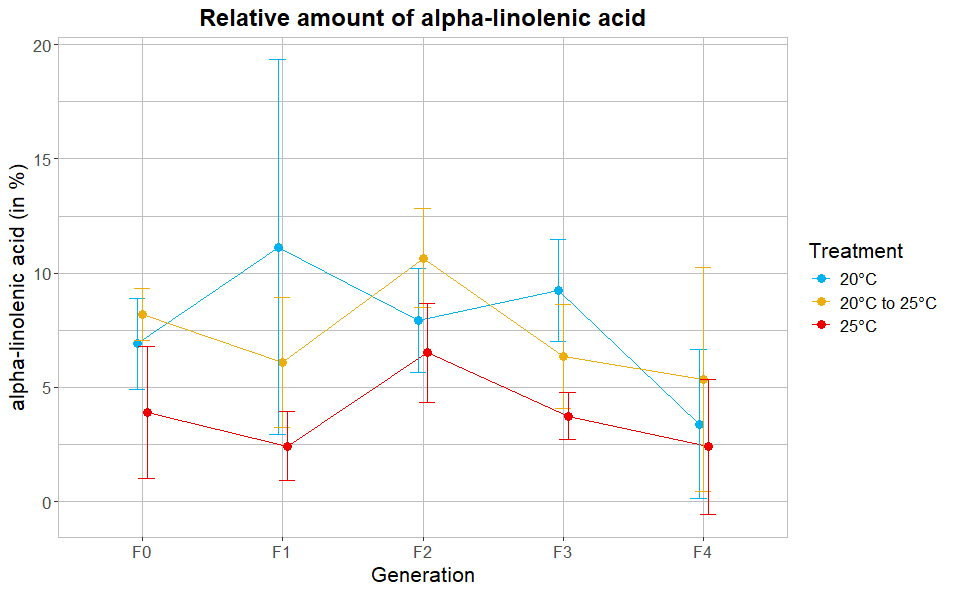 Relative amount of alpha-linolenic acid
alpha-linolenic acid (in %)
20
15
10
5
0
F0 F1 F2 F3 F4
Generation
Treatment
20°C
20°C to 25°C
25°C